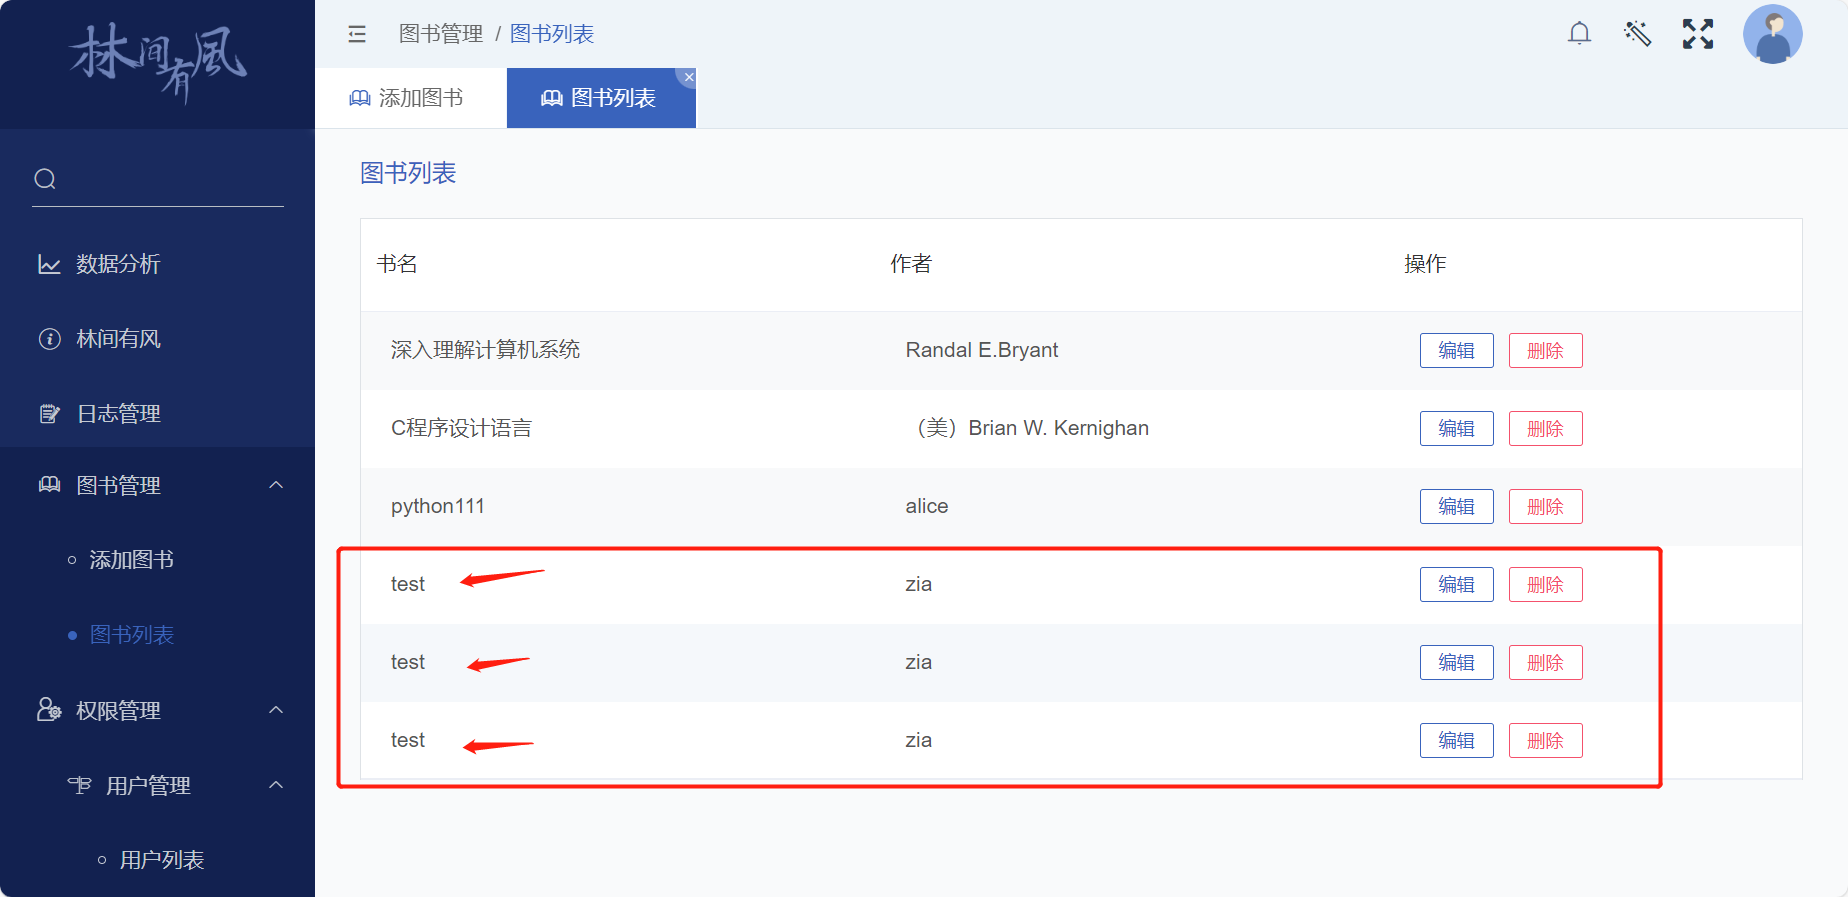 林间有風
数据分析
林间有风
日志管理
图书管理
添加图书
图书列表
权限管理
用户管理
用户列表
图书管理 / 图书列表
添加图书 图书列表
图书列表
书名 作者 操作
深入理解计算机系统 Randal E.Bryant 编辑 删除
C程序设计语言 （美）Brian W. Kernighan 编辑 删除
python111 alice 编辑 删除
test zia 编辑 删除
test zia 编辑 删除
test zia 编辑 删除